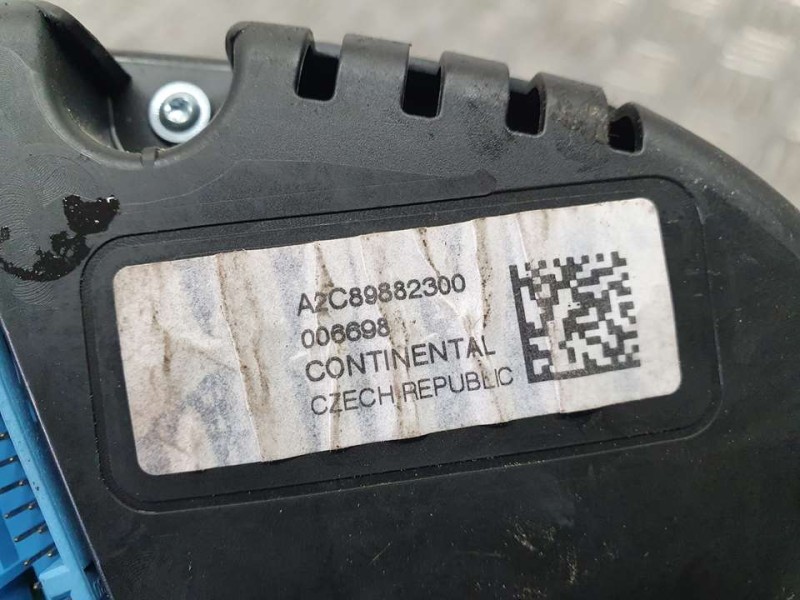 A2C89882300
006698
CONTINENTAL
CZECH REPUBLIC